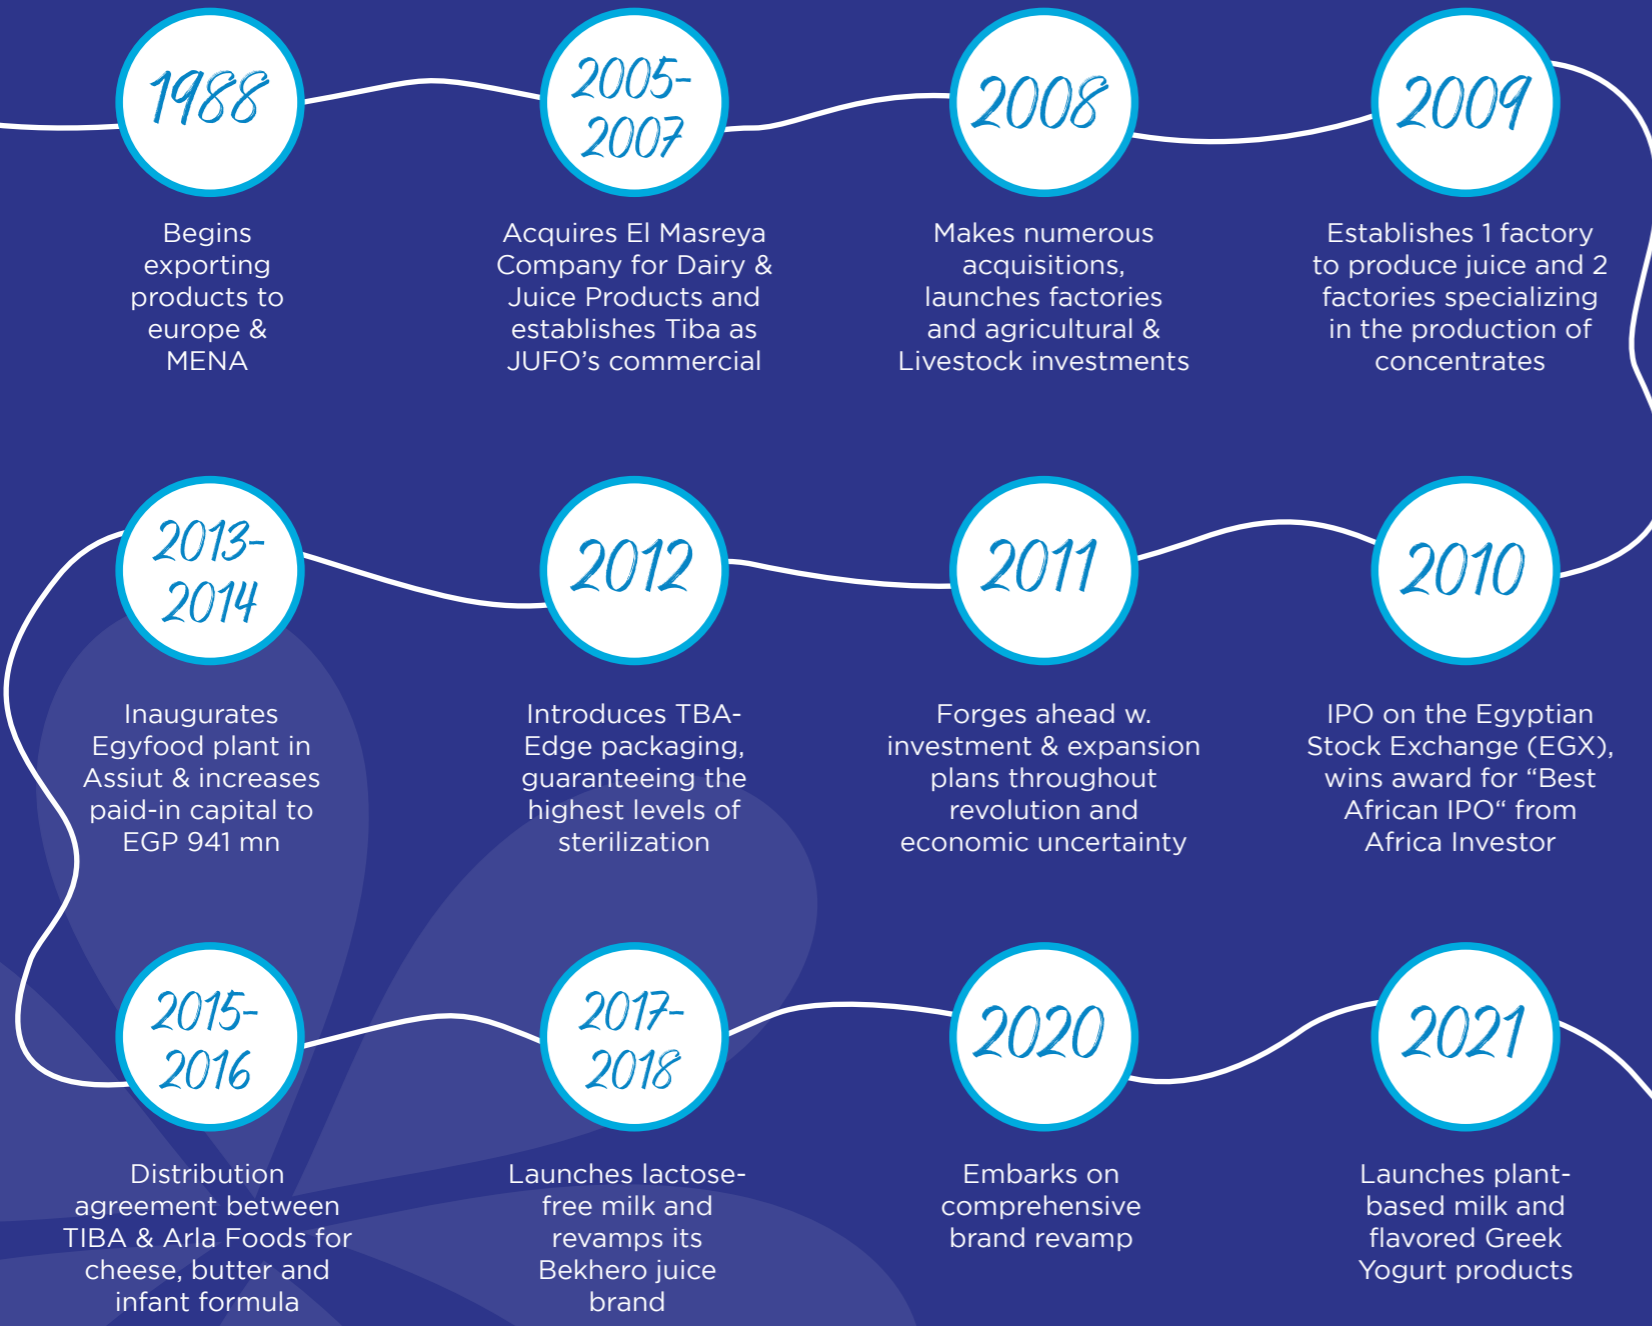 1988
Begins
exporting
products to
europe &
MENA
2005-
2007
Acquires El Masreya
Company for Dairy &
Juice Products and
establishes Tiba as
JUFO’s commercial
2008
Makes numerous
acquisitions,
launches factories
and agricultural &
Livestock investments
2009
Establishes 1 factory
to produce juice and 2
factories specializing
in the production of
concentrates
2010
IPO on the Egyptian
Stock Exchange (EGX),
wins award for “Best
African IPO“ from
Africa Investor
2011
Forges ahead w.
investment & expansion
plans throughout
revolution and
economic uncertainty
2012
Introduces TBA-
Edge packaging,
guaranteeing the
highest levels of
sterilization
2013-
2014
Inaugurates
Egyfood plant in
Assiut & increases
paid-in capital to
EGP 941 mn
2015-
2016
Distribution
agreement between
TIBA & Arla Foods for
cheese, butter and
infant formula
2017-
2018
Launches lactose-
free milk and
revamps its
Bekhero juice
brand
2020
Embarks on
comprehensive
brand revamp
2021
Launches plant-
based milk and
flavored Greek
Yogurt products